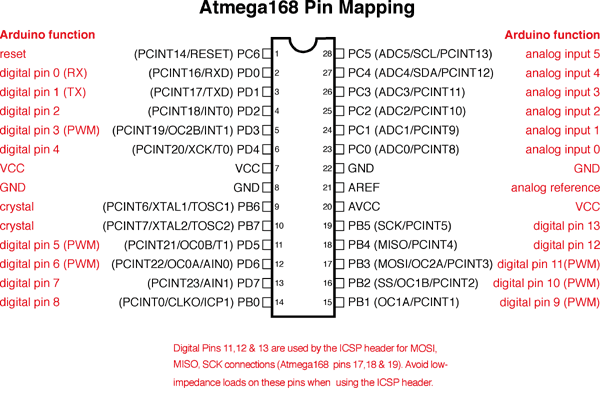 Atmega168 Pin Mapping
Arduino function Arduino function
reset (PCINT14/RESET) PC6 1 28 PC5 (ADC5/SCL/PCINT13) analog input 5
digital pin 0 (RX) (PCINT16/RXD) PD0 2 27 PC4 (ADC4/SDA/PCINT12) analog input 4
digital pin 1 (TX) (PCINT17/TXD) PD1 3 26 PC3 (ADC3/PCINT11) analog input 3
digital pin 2 (PCINT18/INT0) PD2 4 25 PC2 (ADC2/PCINT10) analog input 2
digital pin 3 (PWM) (PCINT19/OC2B/INT1) PD3 5 24 PC1 (ADC1/PCINT9) analog input 1
digital pin 4 (PCINT20/XCK/T0) PD4 6 23 PC0 (ADC0/PCINT8) analog input 0
VCC VCC 7 22 GND GND
GND GND 8 21 AREF analog reference
crystal (PCINT6/XTAL1/TOSC1) PB6 9 20 AVCC VCC
crystal (PCINT7/XTAL2/TOSC2) PB7 10 19 PB5 (SCK/PCINT5) digital pin 13
digital pin 5 (PWM) (PCINT21/OC0B/T1) PD5 11 18 PB4 (MISO/PCINT4) digital pin 12
digital pin 6 (PWM) (PCINT22/OC0A/AIN0) PD6 12 17 PB3 (MOSI/OC2A/PCINT3) digital pin 11(PWM)
digital pin 7 (PCINT23/AIN1) PD7 13 16 PB2 (SS/OC1B/PCINT2) digital pin 10 (PWM)
digital pin 8 (PCINT0/CLKO/ICP1) PB0 14 15 PB1 (OC1A/PCINT1) digital pin 9 (PWM)
Digital Pins 11,12 & 13 are used by the ICSP header for MOSI,
MISO, SCK connections (Atmega168 pins 17,18 & 19). Avoid low-
impedance loads on these pins when using the ICSP header.